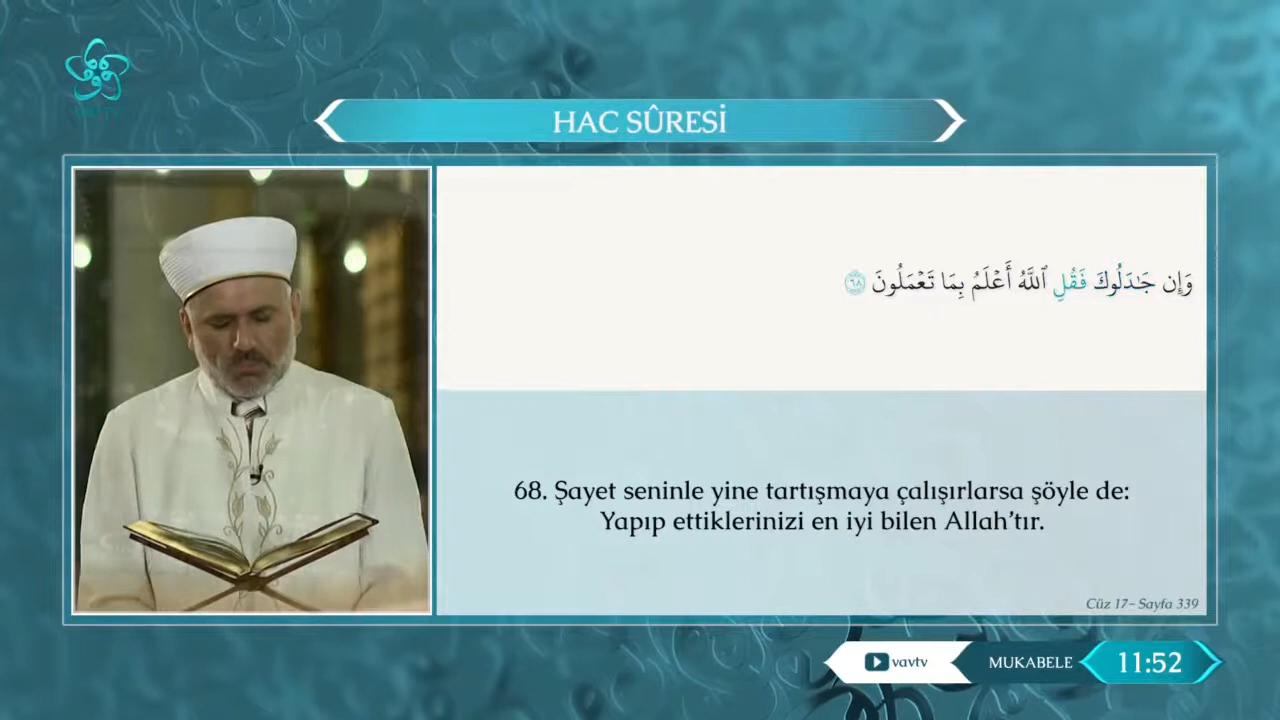 HAC SÛRESİ
وَإِن جَٰدَلُوكَ فَقُلِ ٱللَّهُ أَعْلَمُ بِمَا تَعْمَلُونَ ٦٨
68. Şayet seninle yine tartışmaya çalışırlarsa şöyle de:
Yapıp ettiklerinizi en iyi bilen Allah’tır.
Cüz 17– Sayfa 339
vavtv MUKABELE 11:52